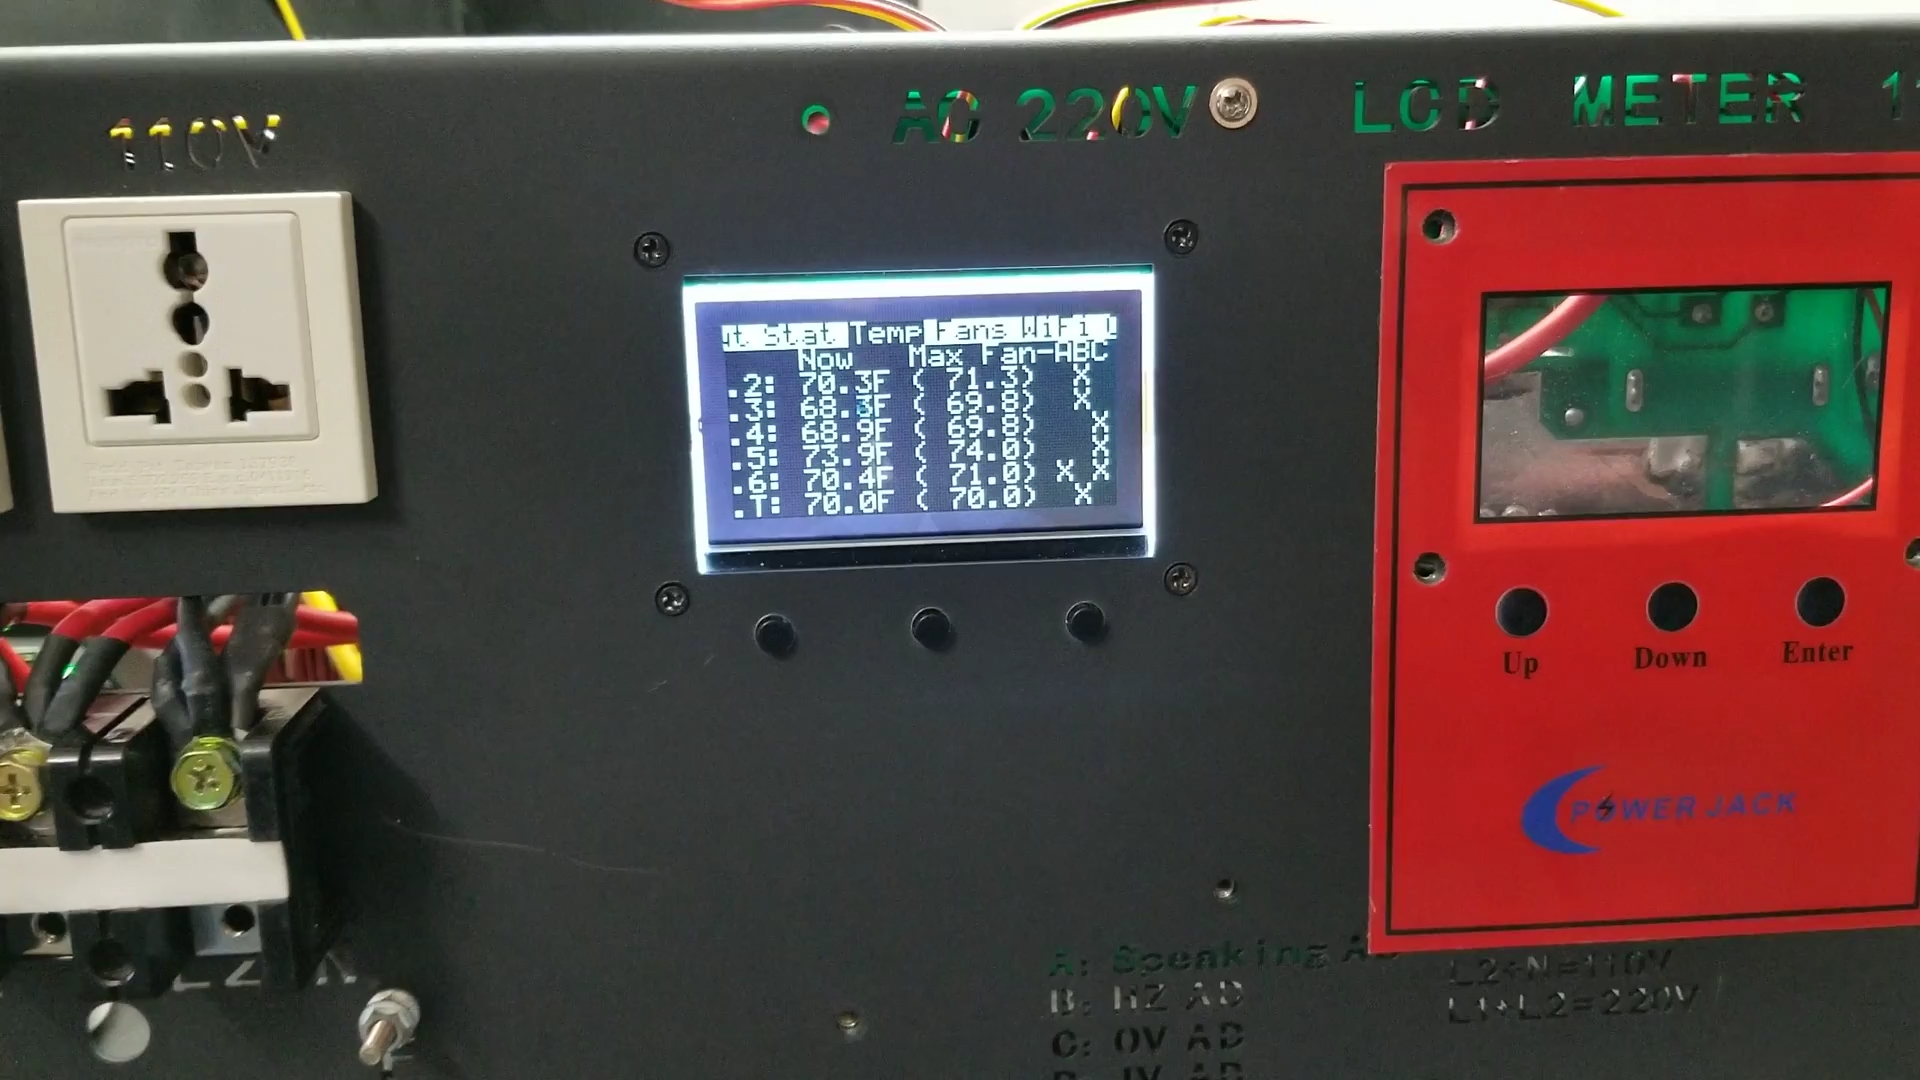 110V
AC 220V
LCD METER
Stat Temp Fans WiFi
Now Max Fan-ABC
.2: 70.3F ( 71.3) X
.3: 68.3F ( 69.8) X
.4: 68.9F ( 69.8) X
.5: 73.9F ( 74.0) X
.6: 70.4F ( 71.0) X X
.T: 70.0F ( 70.0) X
Up Down Enter
POWER JACK
A: Speaking
B: HZ AD
C: 0V AD
L2+N=110V
L1+L2=220V